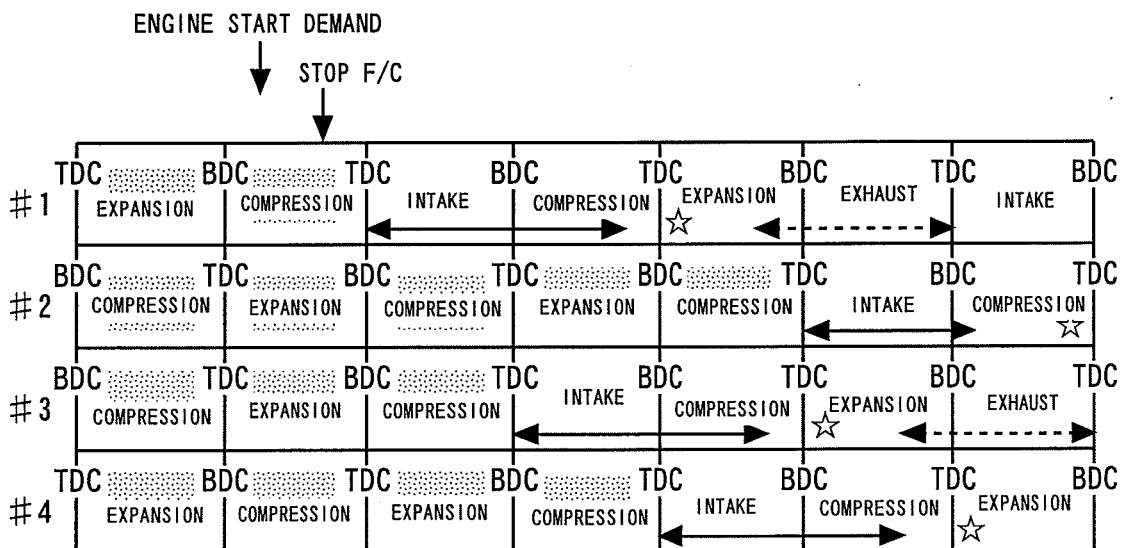 ENGINE START DEMAND
STOP F/C
TDC BDC TDC BDC TDC BDC TDC BDC
#1 EXPANSION COMPRESSION INTAKE COMPRESSION EXPANSION EXHAUST INTAKE
BDC TDC BDC TDC BDC TDC BDC TDC
#2 COMPRESSION EXPANSION COMPRESSION EXPANSION COMPRESSION INTAKE COMPRESSION
BDC TDC BDC TDC BDC TDC BDC TDC
#3 COMPRESSION EXPANSION COMPRESSION INTAKE COMPRESSION EXPANSION EXHAUST
TDC BDC TDC BDC TDC BDC TDC BDC
#4 EXPANSION COMPRESSION EXPANSION COMPRESSION INTAKE COMPRESSION EXPANSION